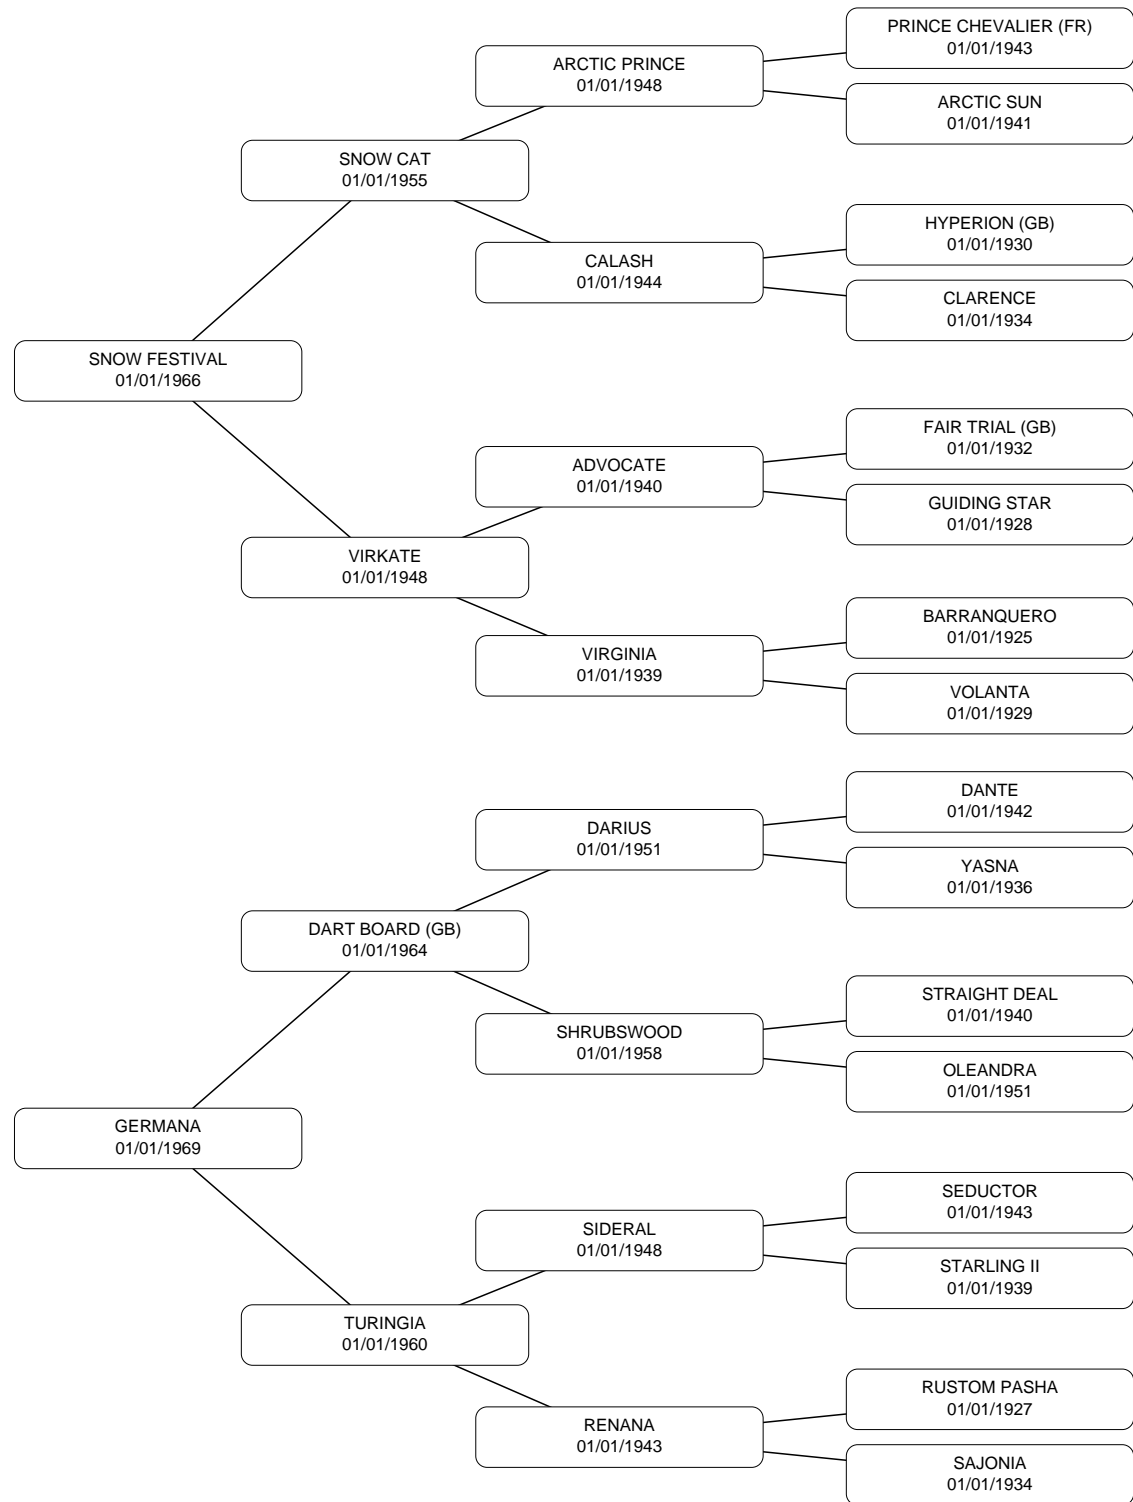 PRINCE CHEVALIER (FR)
01/01/1943
ARCTIC PRINCE
01/01/1948
ARCTIC SUN
01/01/1941
SNOW CAT
01/01/1955
HYPERION (GB)
01/01/1930
CALASH
01/01/1944
CLARENCE
01/01/1934
SNOW FESTIVAL
01/01/1966
FAIR TRIAL (GB)
01/01/1932
ADVOCATE
01/01/1940
GUIDING STAR
01/01/1928
VIRKATE
01/01/1948
BARRANQUERO
01/01/1925
VIRGINIA
01/01/1939
VOLANTA
01/01/1929
DANTE
01/01/1942
DARIUS
01/01/1951
YASNA
01/01/1936
DART BOARD (GB)
01/01/1964
STRAIGHT DEAL
01/01/1940
SHRUBSWOOD
01/01/1958
OLEANDRA
01/01/1951
GERMANA
01/01/1969
SEDUCTOR
01/01/1943
SIDERAL
01/01/1948
STARLING II
01/01/1939
TURINGIA
01/01/1960
RUSTOM PASHA
01/01/1927
RENANA
01/01/1943
SAJONIA
01/01/1934